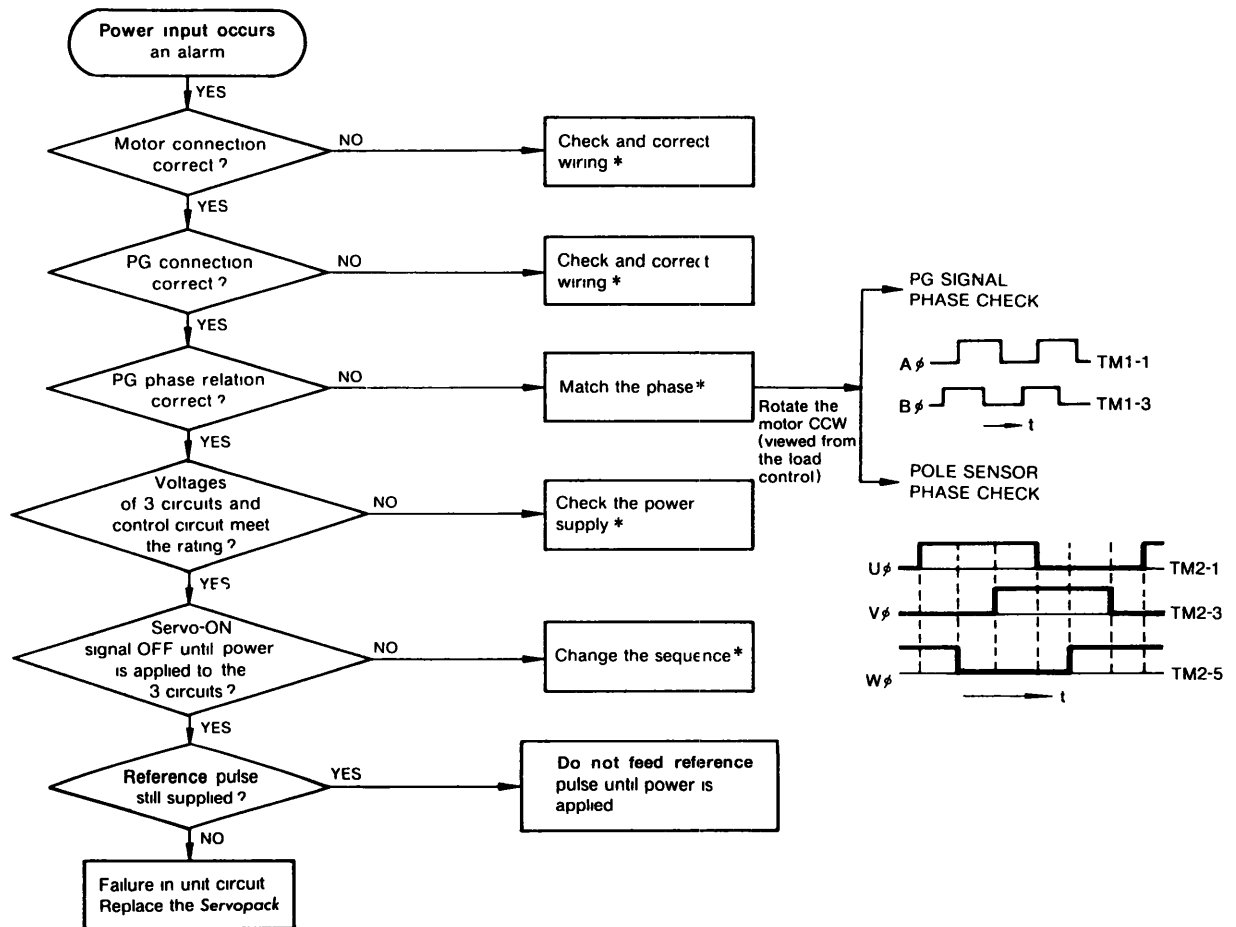 Power input occurs
an alarm
YES
Motor connection
correct?
NO
Check and correct
wiring *
YES
PG connection
correct?
NO
Check and correct
wiring *
YES
PG phase relation
correct?
NO
Match the phase*
Rotate the
motor CCW
(viewed from
the load
control)
PG SIGNAL
PHASE CHECK
Aø
TM1-1
Bø
TM1-3
t
POLE SENSOR
PHASE CHECK
Uø
TM2-1
Vø
TM2-3
Wø
TM2-5
t
YES
Voltages
of 3 circuits and
control circuit meet
the rating?
NO
Check the power
supply *
YES
Servo-ON
signal OFF until power
is applied to the
3 circuits?
NO
Change the sequence*
YES
Reference pulse
still supplied?
YES
Do not feed reference
pulse until power is
applied
NO
Failure in unit circuit
Replace the Servopack